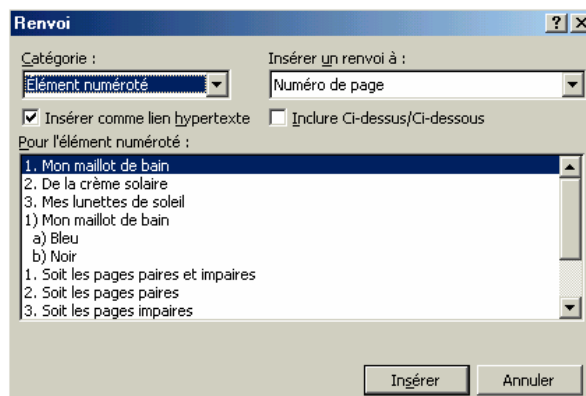 Renvoi
Catégorie :
Insérer un renvoi à :
Élément numéroté
Numéro de page
Insérer comme lien hypertexte
Inclure Ci-dessus/Ci-dessous
Pour l'élément numéroté :
1. Mon maillot de bain
2. De la crème solaire
3. Mes lunettes de soleil
1) Mon maillot de bain
a) Bleu
b) Noir
1. Soit les pages paires et impaires
2. Soit les pages paires
3. Soit les pages impaires
Insérer
Annuler